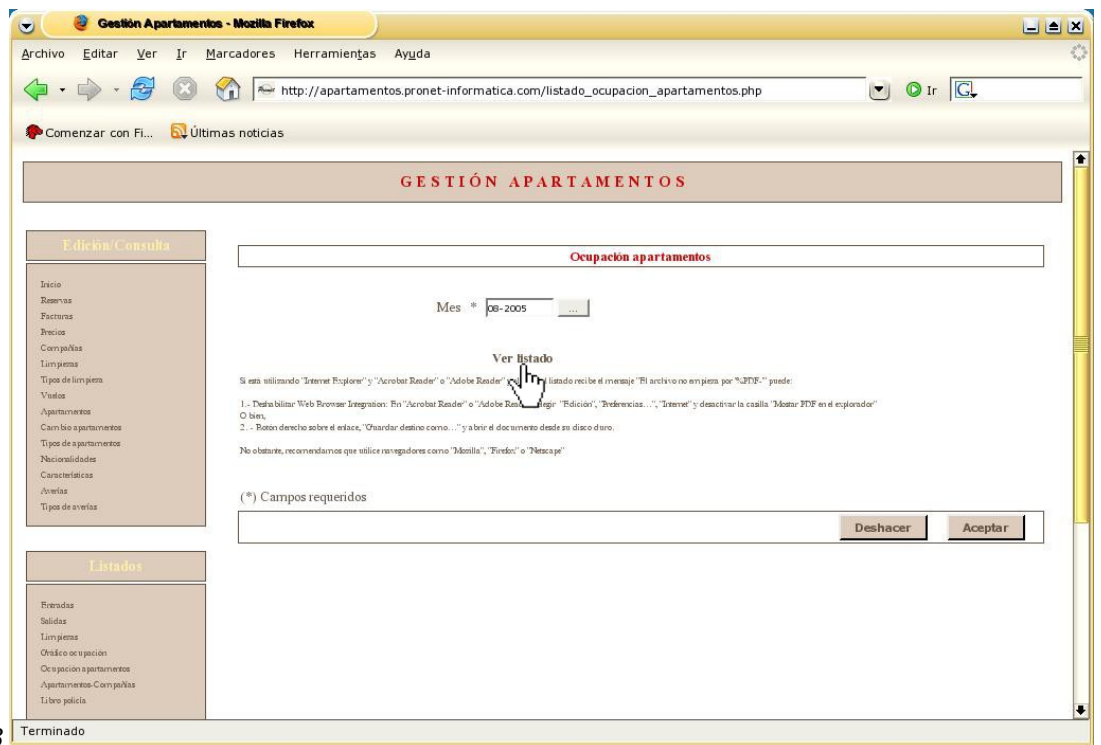 Gestión Apartamentos - Mozilla Firefox
Archivo Editar Ver Ir Marcadores Herramientas Ayuda
http://apartamentos.pronet-informatica.com/listado_ocupacion_apartamentos.php Ir G
Comenzar con Fi... Últimas noticias
GESTIÓN APARTAMENTOS
Edición/Consulta
Inicio
Reservas
Facturas
Precios
Compañías
Limpiezas
Tipos de limpieza
Vuelos
Apartamentos
Cambio apartamentos
Tipos de apartamentos
Nacionalidades
Características
Averías
Tipos de averías
Listados
Entradas
Salidas
Limpiezas
Gráfico ocupación
Ocupación apartamentos
Apartamentos-Compañías
Libro policía
Ocupación apartamentos
Mes * 08-2005 ...
Ver listado
Si está utilizando "Internet Explorer" y "Acrobat Reader" o "Adobe Reader" listado recibe el mensaje "El archivo no empieza por "%PDF-" puede:
1.- Deshabilitar Web Browser Integration: En "Acrobat Reader" o "Adobe "Edición", "Preferencias...", "Internet" y desactivar la casilla "Mostar PDF en el explorador"
O bien,
2. - Botón derecho sobre el enlace, "Guardar destino como..." y abrir el documento desde su disco duro.
No obstante, recomendamos que utilice navegadores como "Mozilla", "Firefox" o "Netscape"
(*) Campos requeridos
Deshacer Aceptar
Terminado